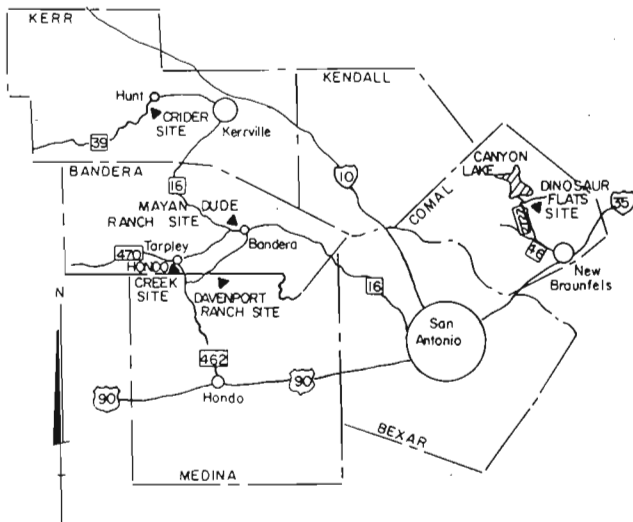 KERR
KENDALL
Hunt
CRIDER
SITE
Kerrville
39
BANDERA
CANYON
LAKE
10
COMAL
DINOSAUR
FLATS
SITE
35
16
MAYAN DUDE
RANCH SITE
2722
46
New
Braunfels
Bandera
Tarpley
470
HONDO
CREEK
SITE
DAVENPORT
RANCH SITE
16
N
San
Antonio
462
90
Hondo
90
BEXAR
MEDINA